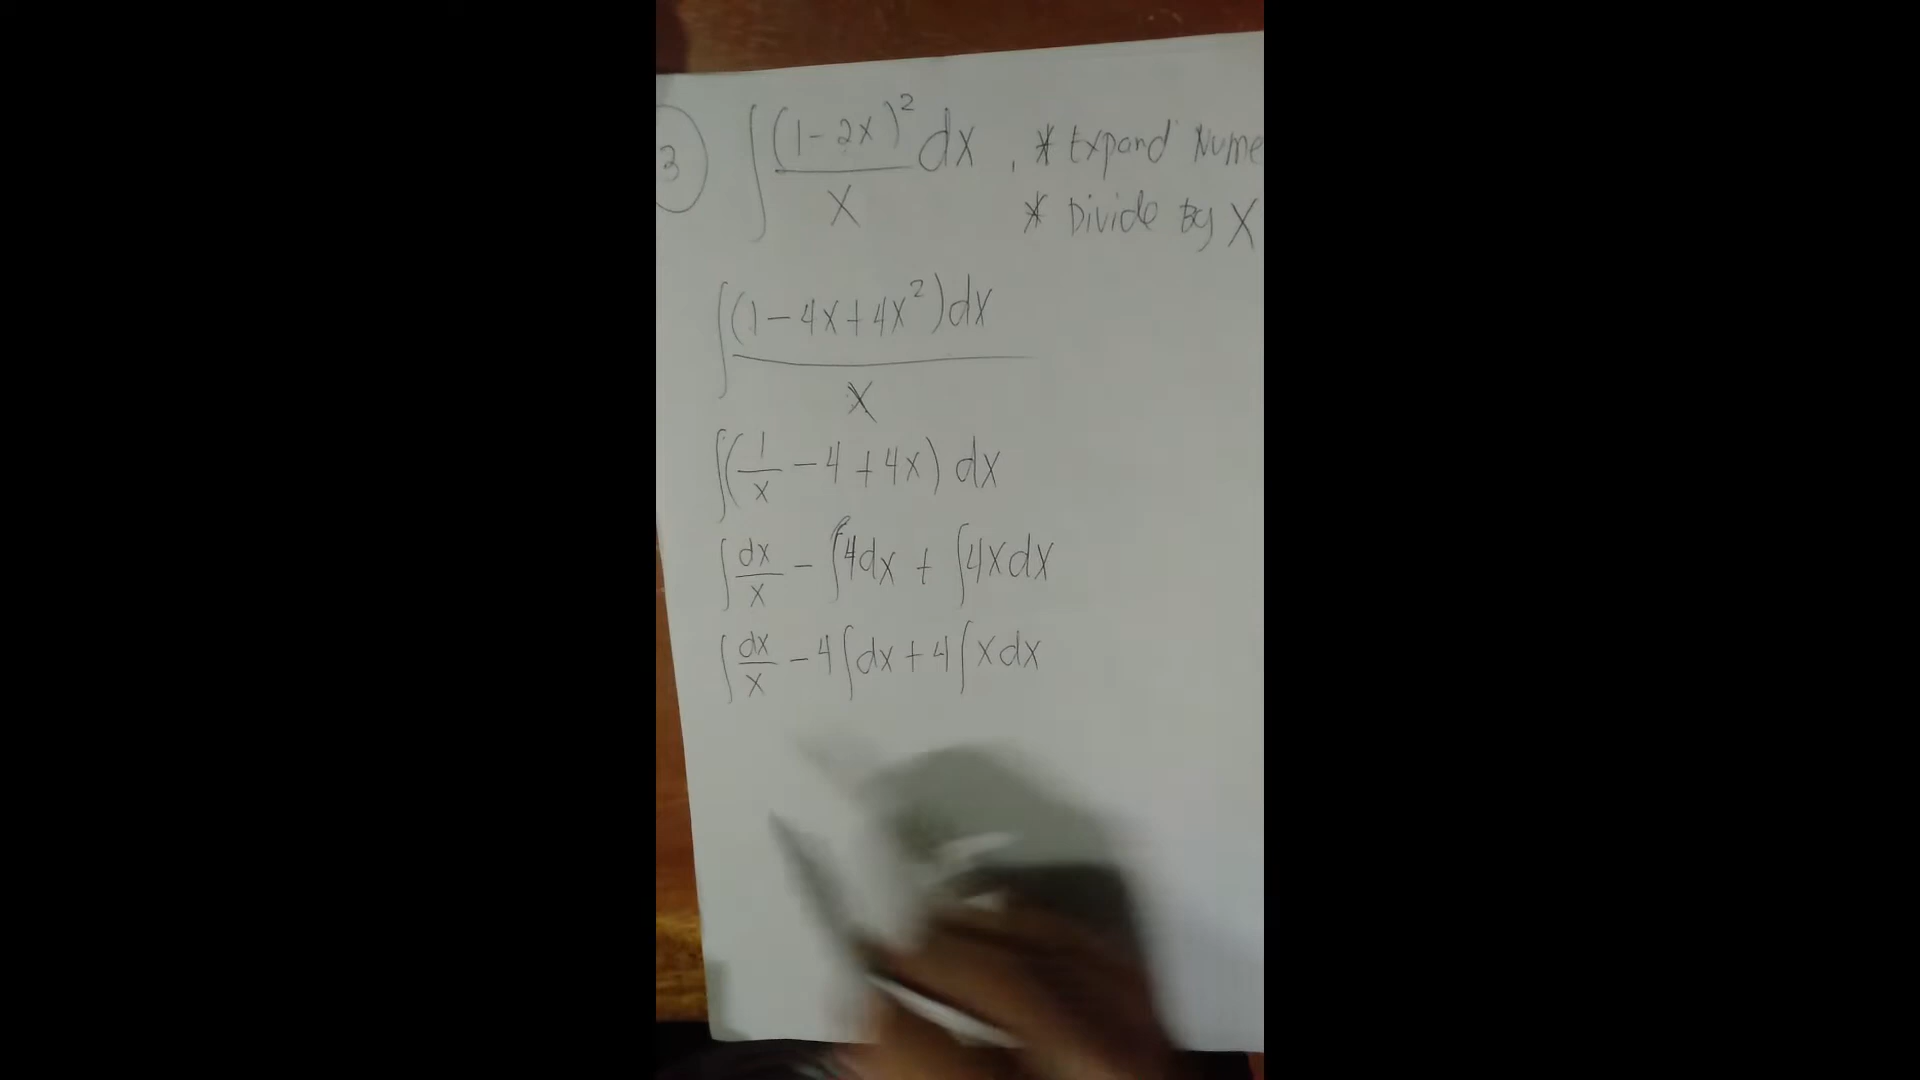 3 ∫ (1-2x)² dx / x , * Expand Nume
* Divide By X
∫ (1-4x+4x²)dx / x
∫ (1/x - 4 + 4x) dx
∫ dx/x - ∫4dx + ∫4xdx
∫ dx/x - 4∫dx + 4∫xdx